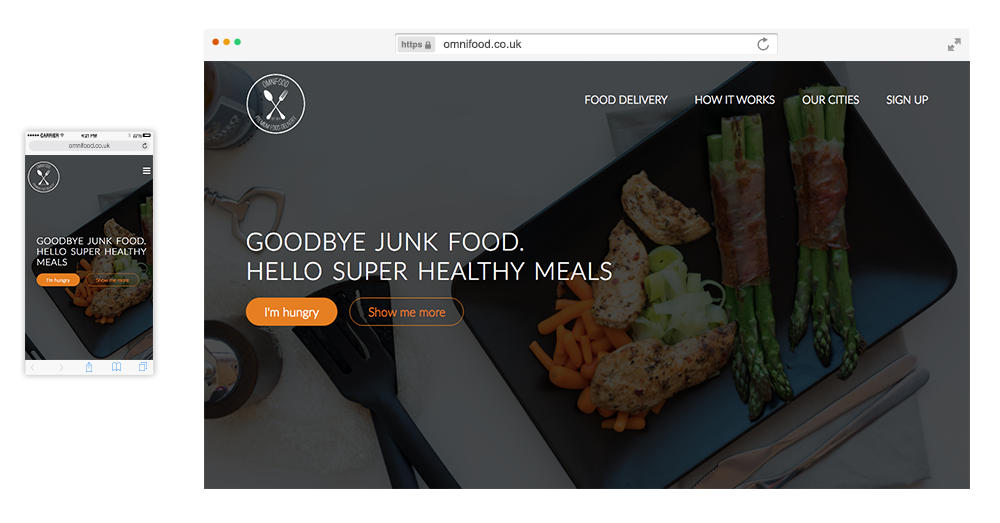 CARRIER
4:21 PM
22%
omnifood.co.uk
OMNIFOOD
GOODBYE JUNK FOOD.
HELLO SUPER HEALTHY
MEALS
I'm hungry
Show me more
https
omnifood.co.uk
OMNIFOOD
PREMIUM FOOD DELIVERY
FOOD DELIVERY
HOW IT WORKS
OUR CITIES
SIGN UP
GOODBYE JUNK FOOD.
HELLO SUPER HEALTHY MEALS
I'm hungry
Show me more